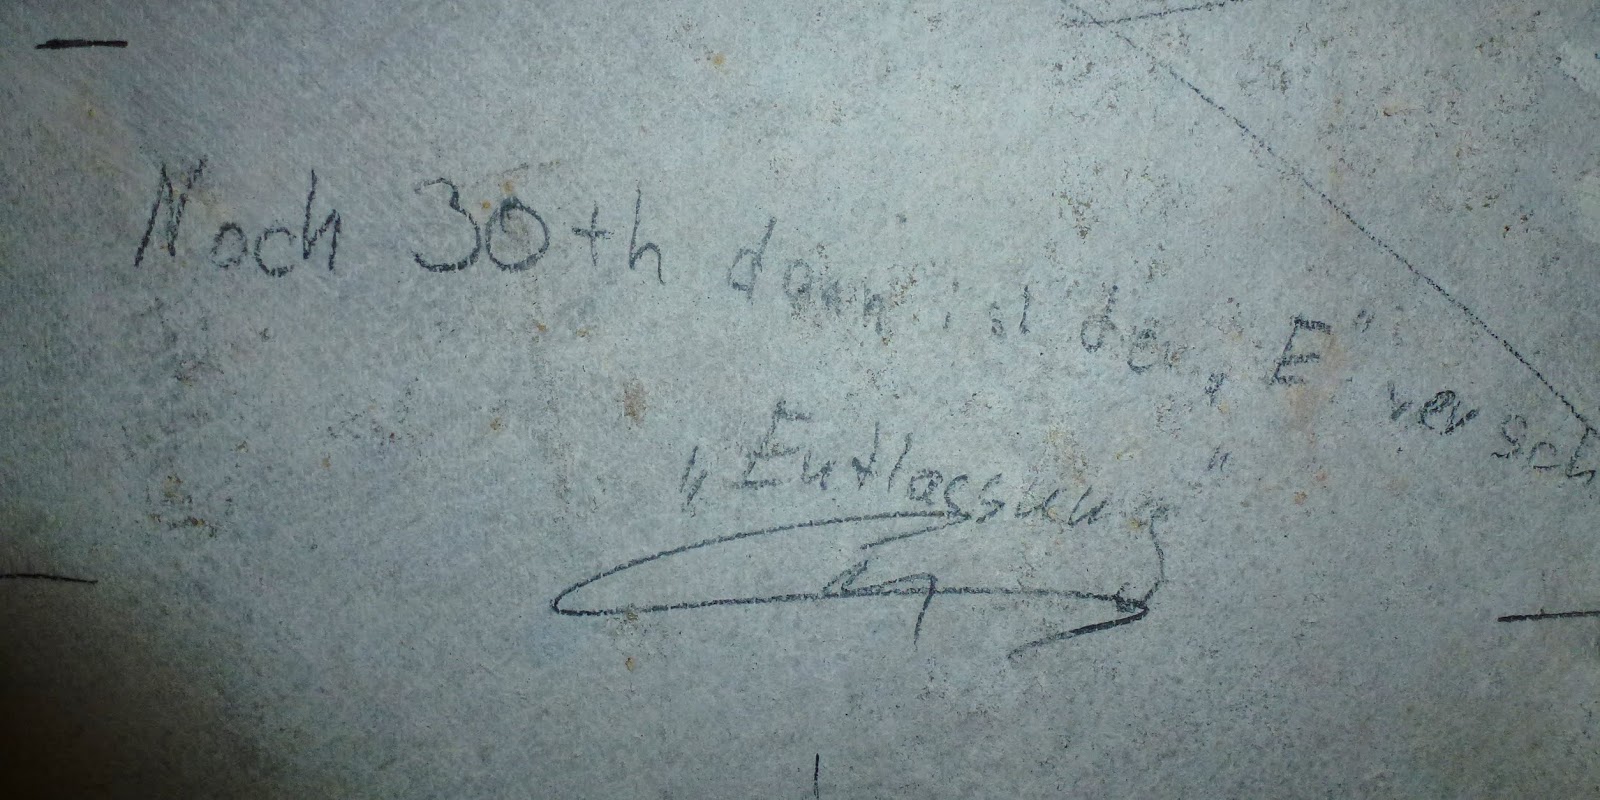 Noch 30th dann ist der „E" versch
„Entlassung"